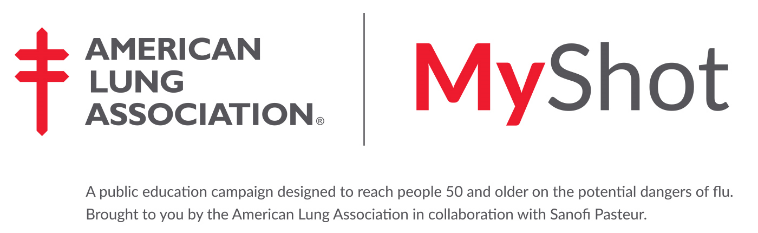 AMERICAN
LUNG
ASSOCIATION®
MyShot
A public education campaign designed to reach people 50 and older on the potential dangers of flu.
Brought to you by the American Lung Association in collaboration with Sanofi Pasteur.